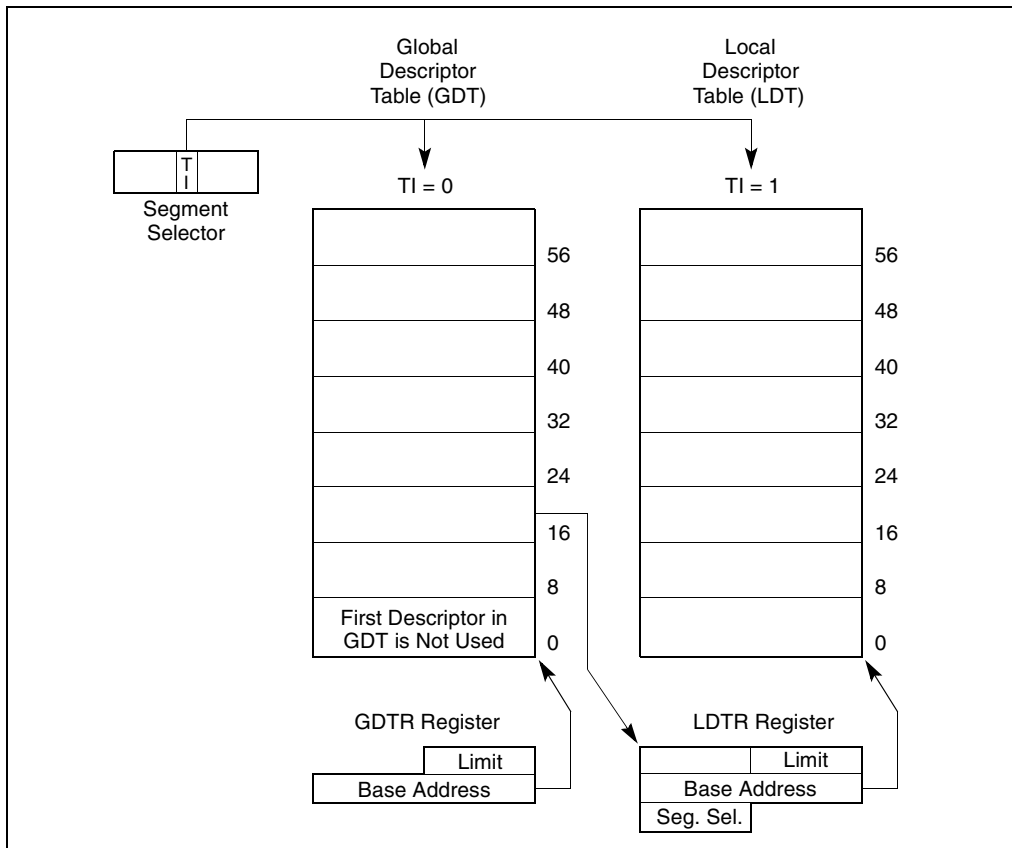 Global
Descriptor
Table (GDT)
Local
Descriptor
Table (LDT)
T
I
Segment
Selector
TI = 0
TI = 1
56
56
48
48
40
40
32
32
24
24
16
16
8
8
First Descriptor in
GDT is Not Used
0
0
GDTR Register
LDTR Register
Limit
Limit
Base Address
Base Address
Seg. Sel.